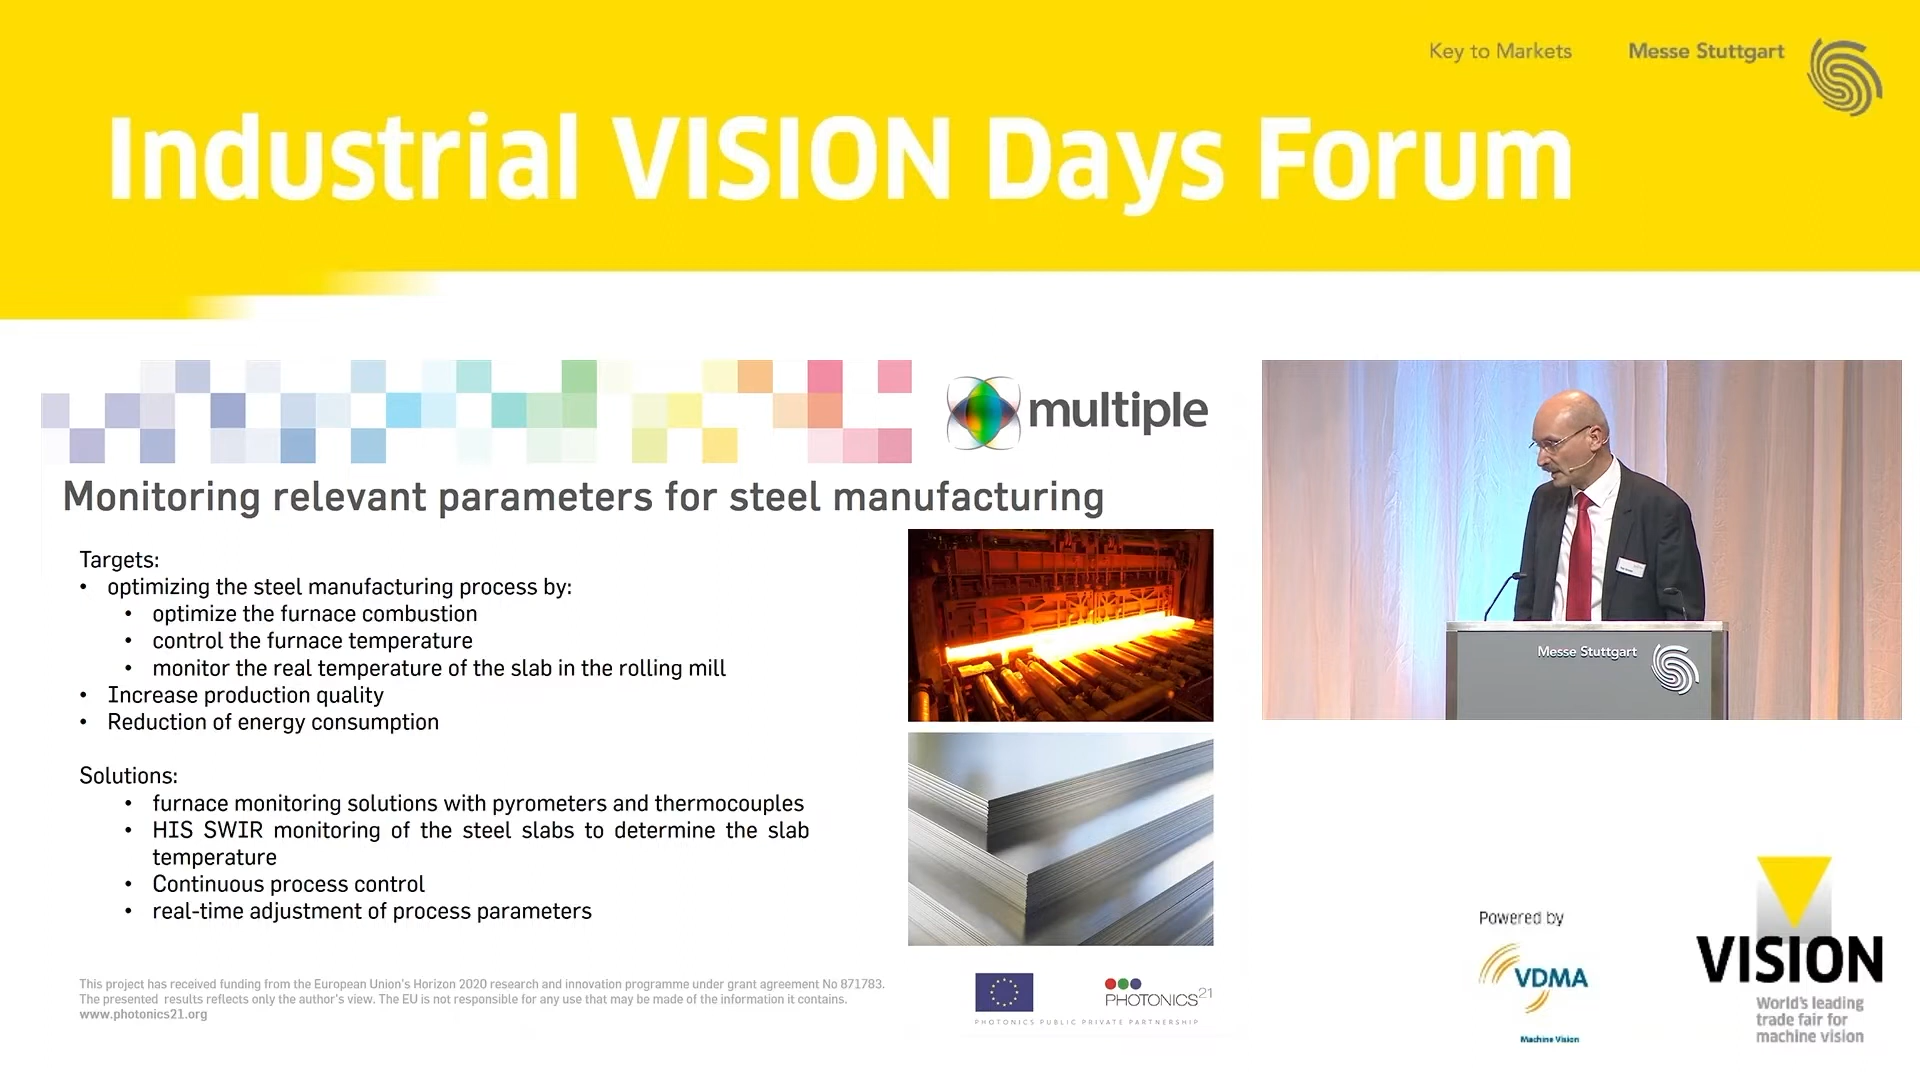 Key to Markets Messe Stuttgart
Industrial VISION Days Forum
multiple
Monitoring relevant parameters for steel manufacturing
Targets:
• optimizing the steel manufacturing process by:
• optimize the furnace combustion
• control the furnace temperature
• monitor the real temperature of the slab in the rolling mill
• Increase production quality
• Reduction of energy consumption
Solutions:
• furnace monitoring solutions with pyrometers and thermocouples
• HIS SWIR monitoring of the steel slabs to determine the slab
temperature
• Continuous process control
• real-time adjustment of process parameters
This project has received funding from the European Union's Horizon 2020 research and innovation programme under grant agreement No 871783.
The presented results reflects only the author's view. The EU is not responsible for any use that may be made of the information it contains.
www.photonics21.org
PHOTONICS21
PHOTONICS PUBLIC PRIVATE PARTNERSHIP
Messe Stuttgart
Powered by
VDMA
Machine Vision
VISION
World's leading
trade fair for
machine vision